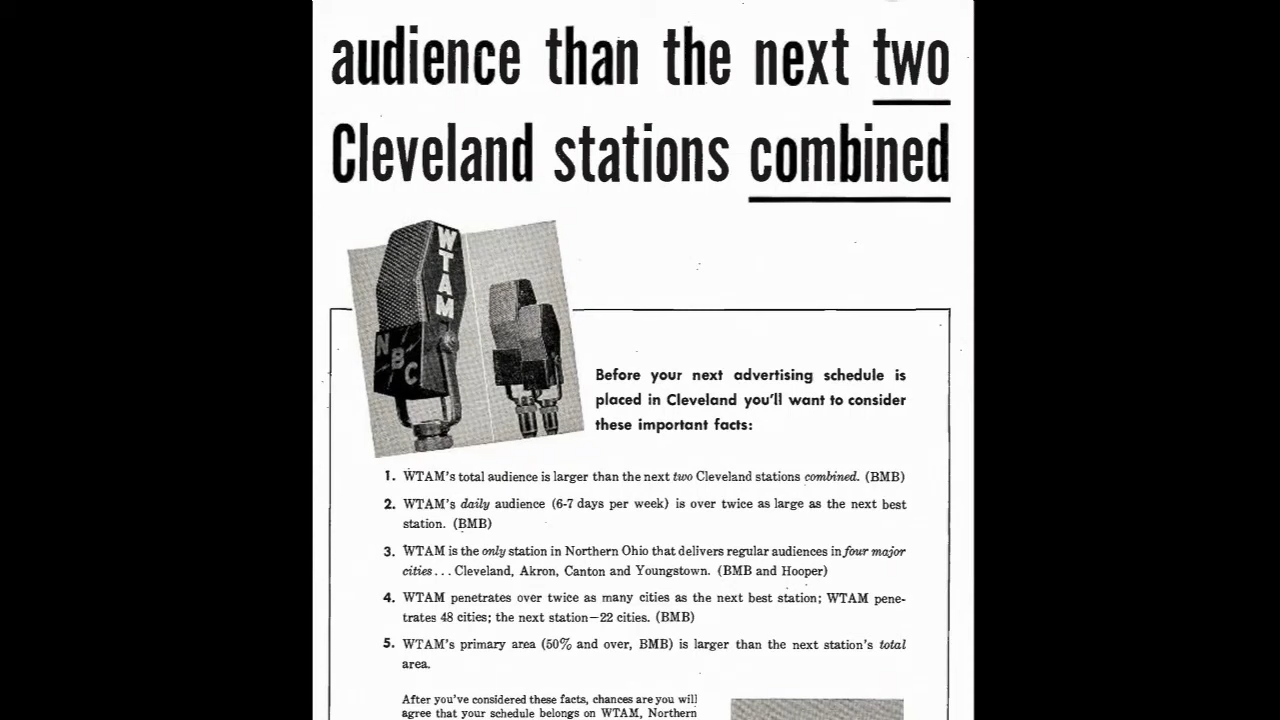 audience than the next two
Cleveland stations combined
WTAM
NBC
Before your next advertising schedule is
placed in Cleveland you'll want to consider
these important facts:
1. WTAM's total audience is larger than the next two Cleveland stations combined. (BMB)
2. WTAM's daily audience (6-7 days per week) is over twice as large as the next best
station. (BMB)
3. WTAM is the only station in Northern Ohio that delivers regular audiences in four major
cities... Cleveland, Akron, Canton and Youngstown. (BMB and Hooper)
4. WTAM penetrates over twice as many cities as the next best station; WTAM pene-
trates 48 cities; the next station—22 cities. (BMB)
5. WTAM's primary area (50% and over, BMB) is larger than the next station's total
area.
After you've considered these facts, chances are you will
agree that your schedule belongs on WTAM, Northern